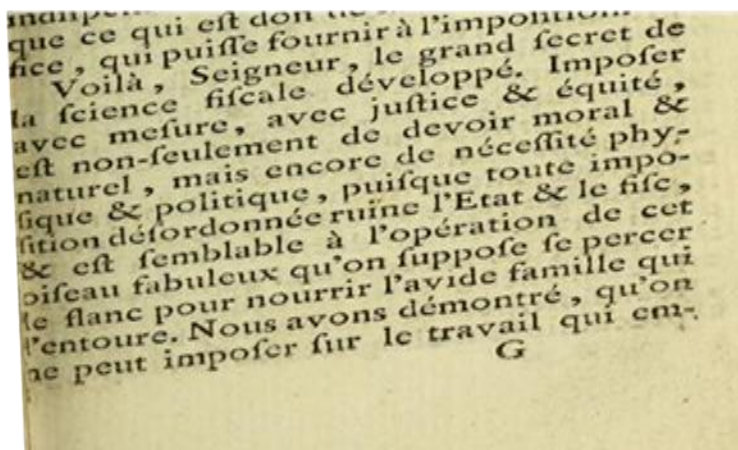 que ce qui eſt don
fice, qui puiſſe fournir à l'impoſition.
Voilà, Seigneur, le grand ſecret de
la ſcience fiſcale développé. Impoſer
avec meſure, avec juſtice & équité,
eſt non-ſeulement de devoir moral &
naturel, mais encore de néceſſité phy-
ſique & politique, puiſque toute impo-
ſition déſordonnée ruine l'Etat & le fiſc,
& eſt ſemblable à l'opération de cet
oiſeau fabuleux qu'on ſuppoſe ſe percer
le flanc pour nourrir l'avide famille qui
l'entoure. Nous avons démontré, qu'on
ne peut impoſer ſur le travail qui em-
G